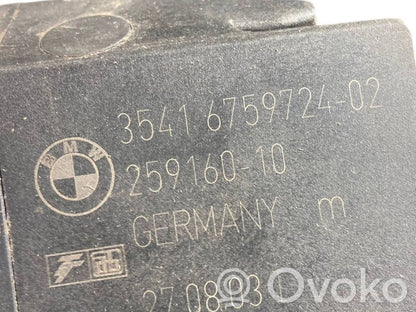 3541 6759724-02
BMW
259160-10
GERMANY m
27.08.03
Ovoko